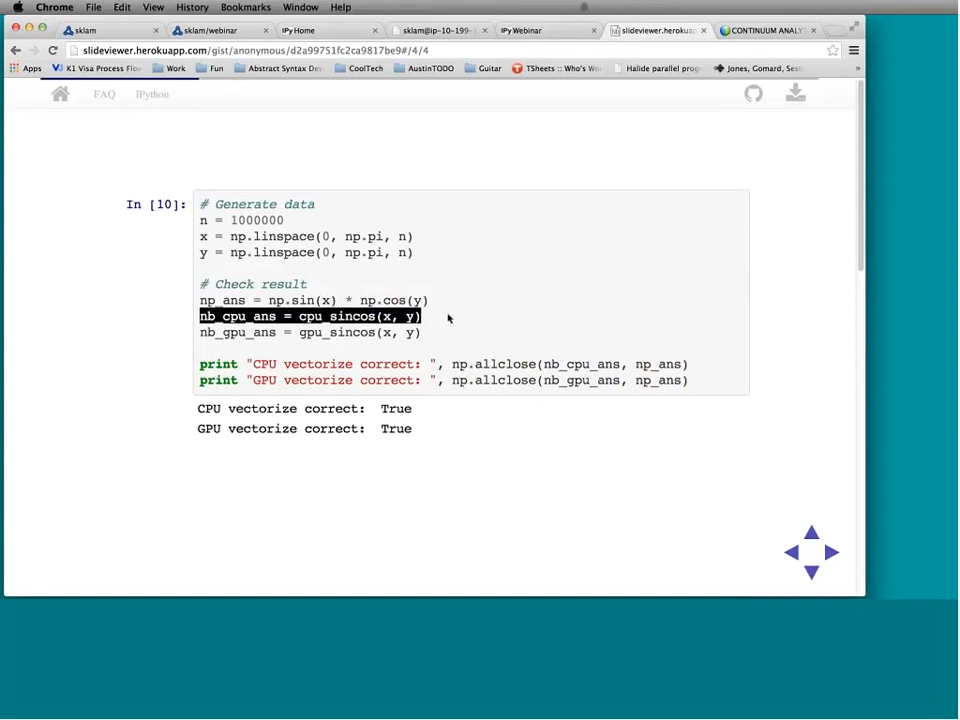 Chrome File Edit View History Bookmarks Window Help
sklam
sklam/webinar
IPy Home
sklam@ip-10-199-
IPy Webinar
slideviewer.herokuapp
CONTINUUM ANALY
slideviewer.herokuapp.com/gist/anonymous/d2a99751fc2ca9817be9#/4/4
Apps K1 Visa Process Flow Work Fun Abstract Syntax CoolTech AustinTODO Guitar TSheets :: Who's Halide parallel prog Jones, Gomard,
FAQ IPython
In [10]:
# Generate data
n = 1000000
x = np.linspace(0, np.pi, n)
y = np.linspace(0, np.pi, n)
# Check result
np_ans = np.sin(x) * np.cos(y)
nb_cpu_ans = cpu_sincos(x, y)
nb_gpu_ans = gpu_sincos(x, y)
print "CPU vectorize correct: ", np.allclose(nb_cpu_ans, np_ans)
print "GPU vectorize correct: ", np.allclose(nb_gpu_ans, np_ans)
CPU vectorize correct: True
GPU vectorize correct: True